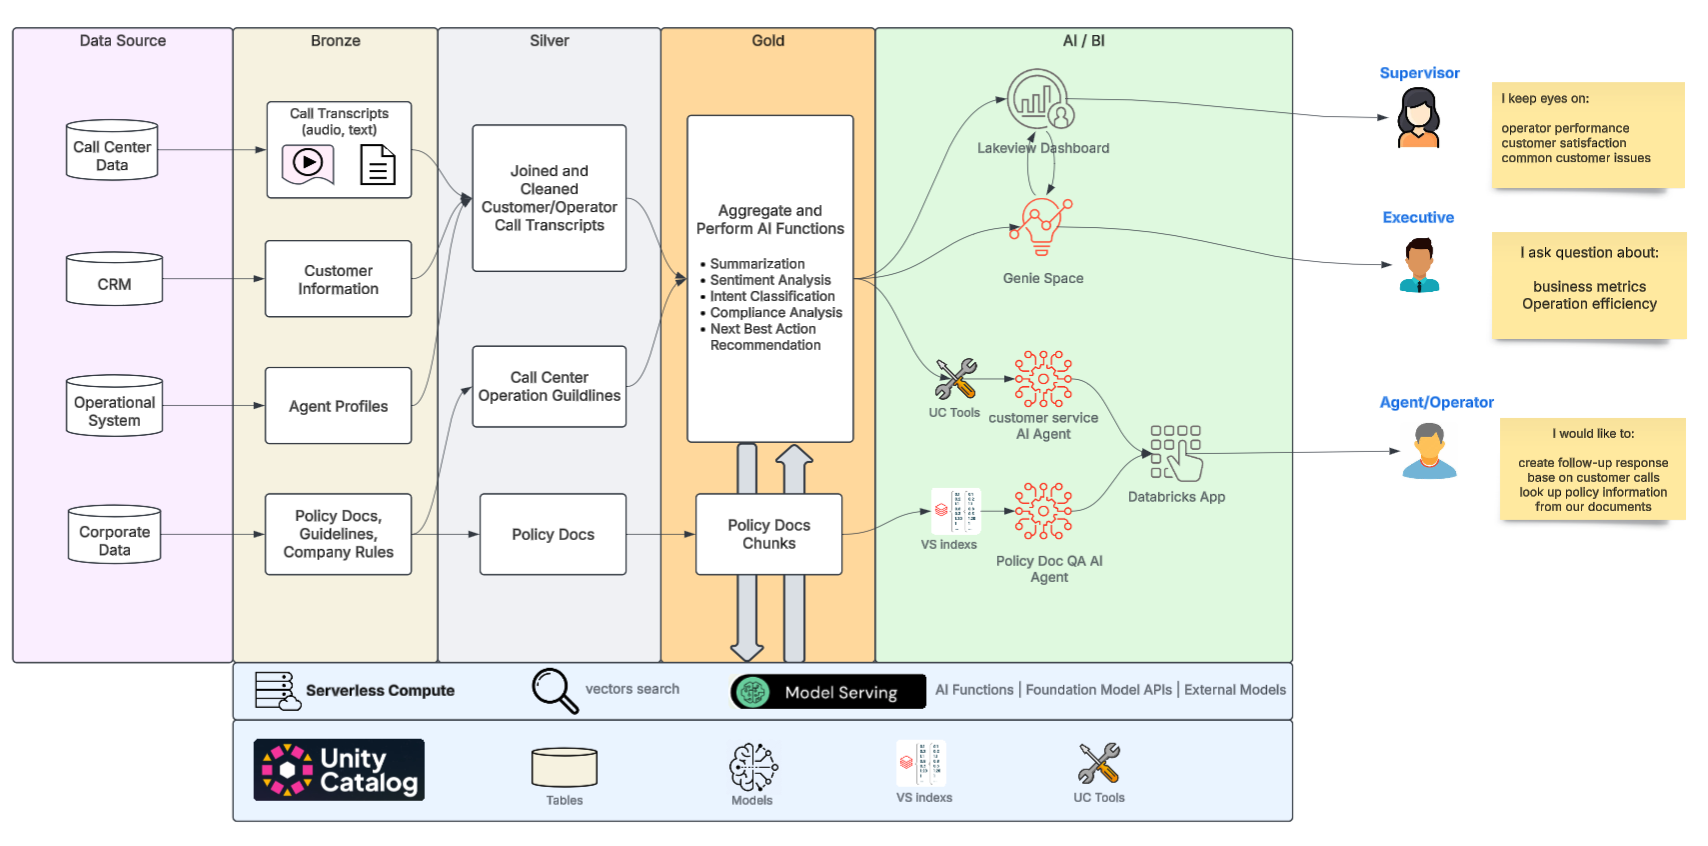 Data Source
Bronze
Silver
Gold
AI / BI
Call Center
Data
CRM
Operational
System
Corporate
Data
Call Transcripts
(audio, text)
Customer
Information
Agent Profiles
Policy Docs,
Guidelines,
Company Rules
Joined and
Cleaned
Customer/Operator
Call Transcripts
Call Center
Operation Guildlines
Policy Docs
Aggregate and
Perform AI Functions
• Summarization
• Sentiment Analysis
• Intent Classification
• Compliance Analysis
• Next Best Action
Recommendation
Policy Docs
Chunks
Lakeview Dashboard
Genie Space
UC Tools
customer service
AI Agent
Databricks App
VS indexs
Policy Doc QA AI
Agent
Supervisor
I keep eyes on:
operator performance
customer satisfaction
common customer issues
Executive
I ask question about:
business metrics
Operation efficiency
Agent/Operator
I would like to:
create follow-up response
base on customer calls
look up policy information
from our documents
Serverless Compute
vectors search
Model Serving
AI Functions | Foundation Model APIs | External Models
Unity
Catalog
Tables
Models
VS indexs
UC Tools